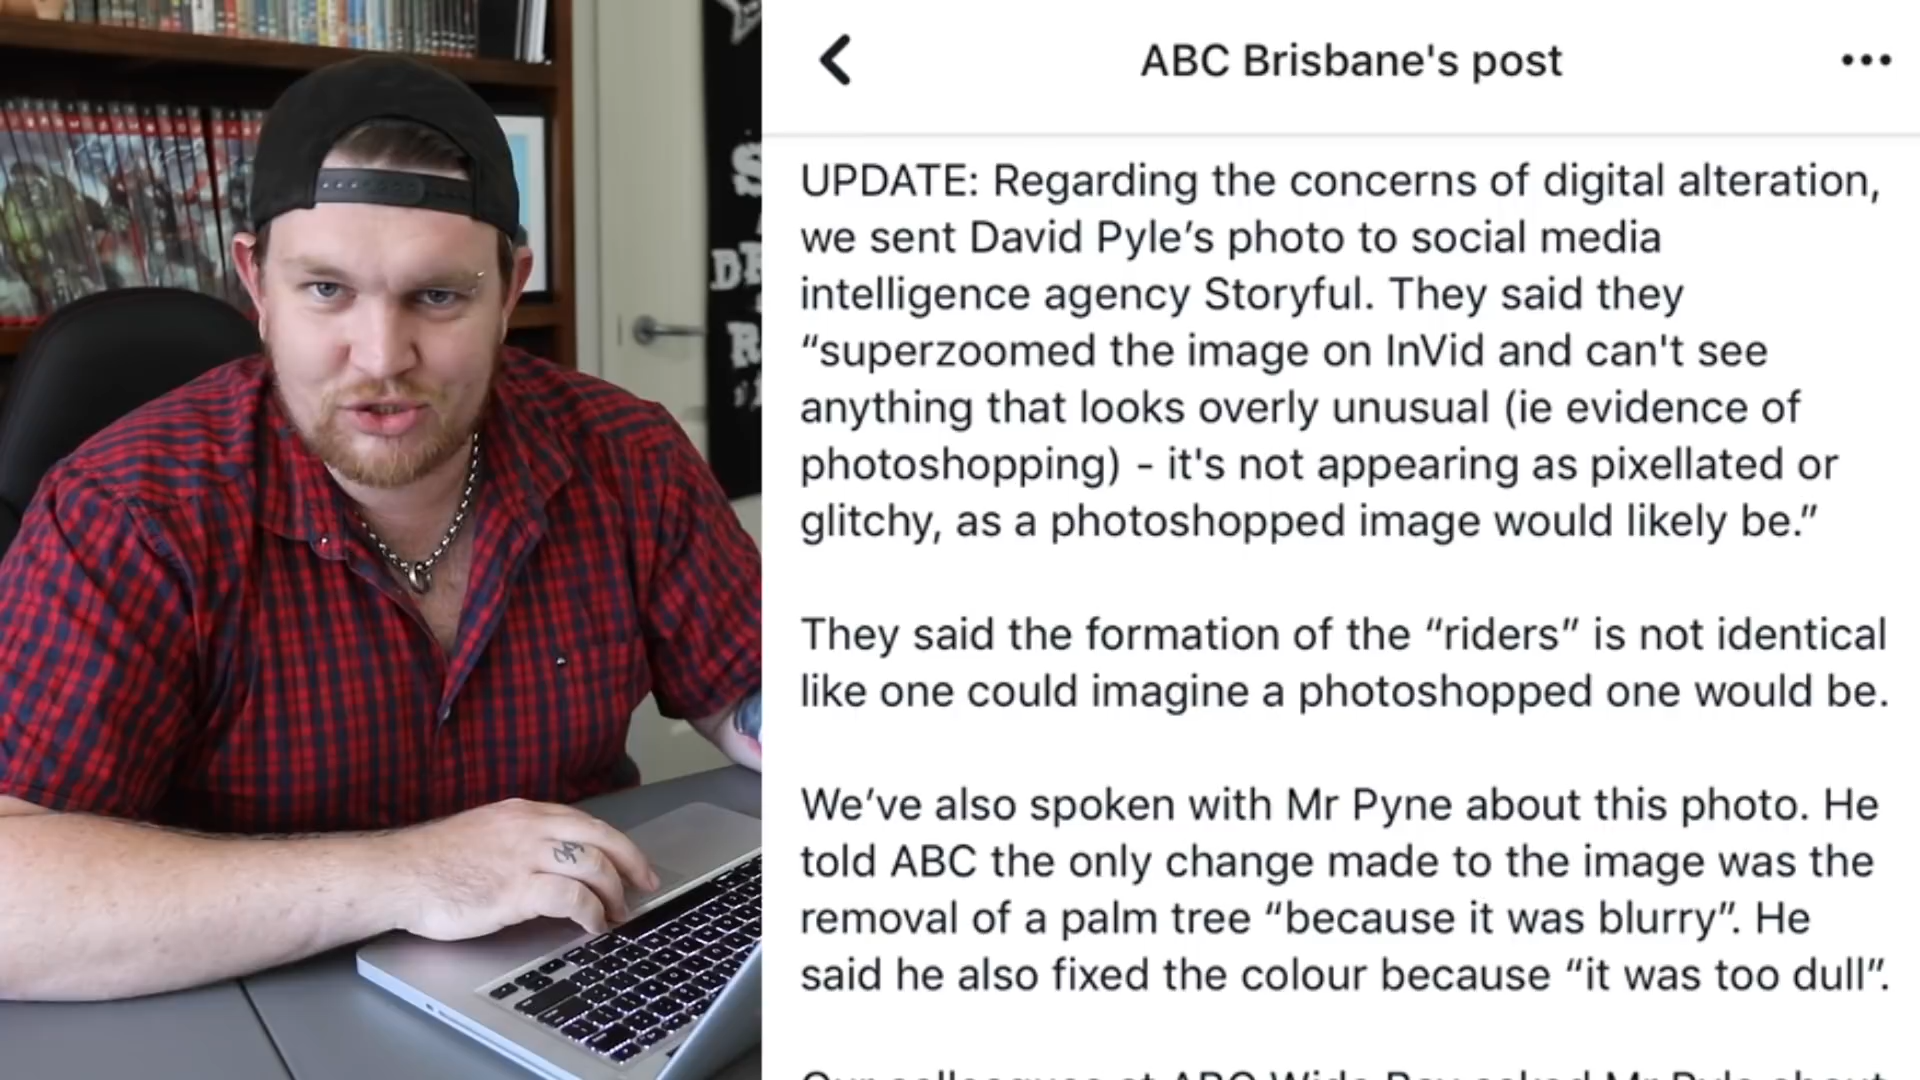 ABC Brisbane's post
UPDATE: Regarding the concerns of digital alteration,
we sent David Pyle’s photo to social media
intelligence agency Storyful. They said they
“superzoomed the image on InVid and can't see
anything that looks overly unusual (ie evidence of
photoshopping) - it's not appearing as pixellated or
glitchy, as a photoshopped image would likely be.”
They said the formation of the “riders” is not identical
like one could imagine a photoshopped one would be.
We’ve also spoken with Mr Pyne about this photo. He
told ABC the only change made to the image was the
removal of a palm tree “because it was blurry”. He
said he also fixed the colour because “it was too dull”.